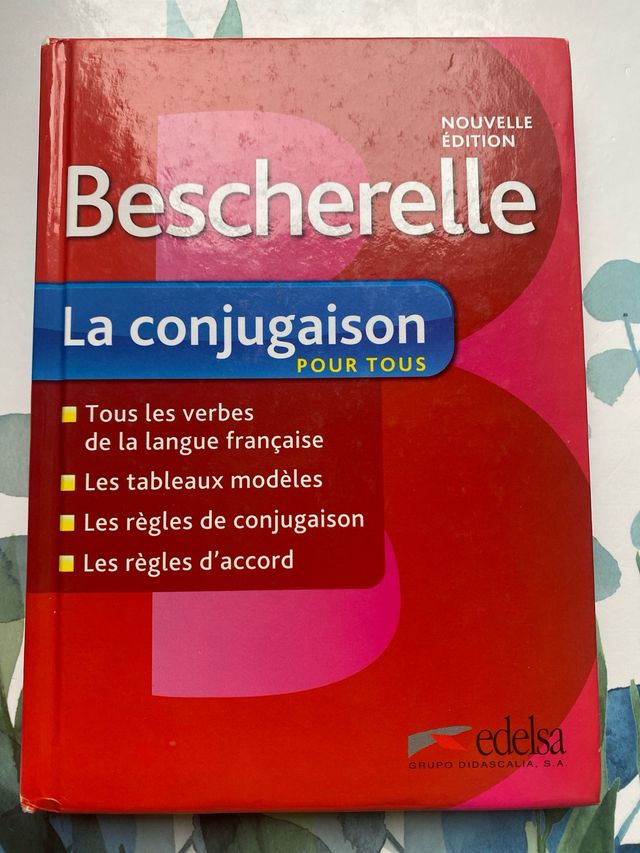 NOUVELLE
ÉDITION
Bescherelle
La conjugaison
POUR TOUS
Tous les verbes
de la langue française
Les tableaux modèles
Les règles de conjugaison
Les règles d'accord
edelsa
GRUPO DIDASCALIA, S.A.